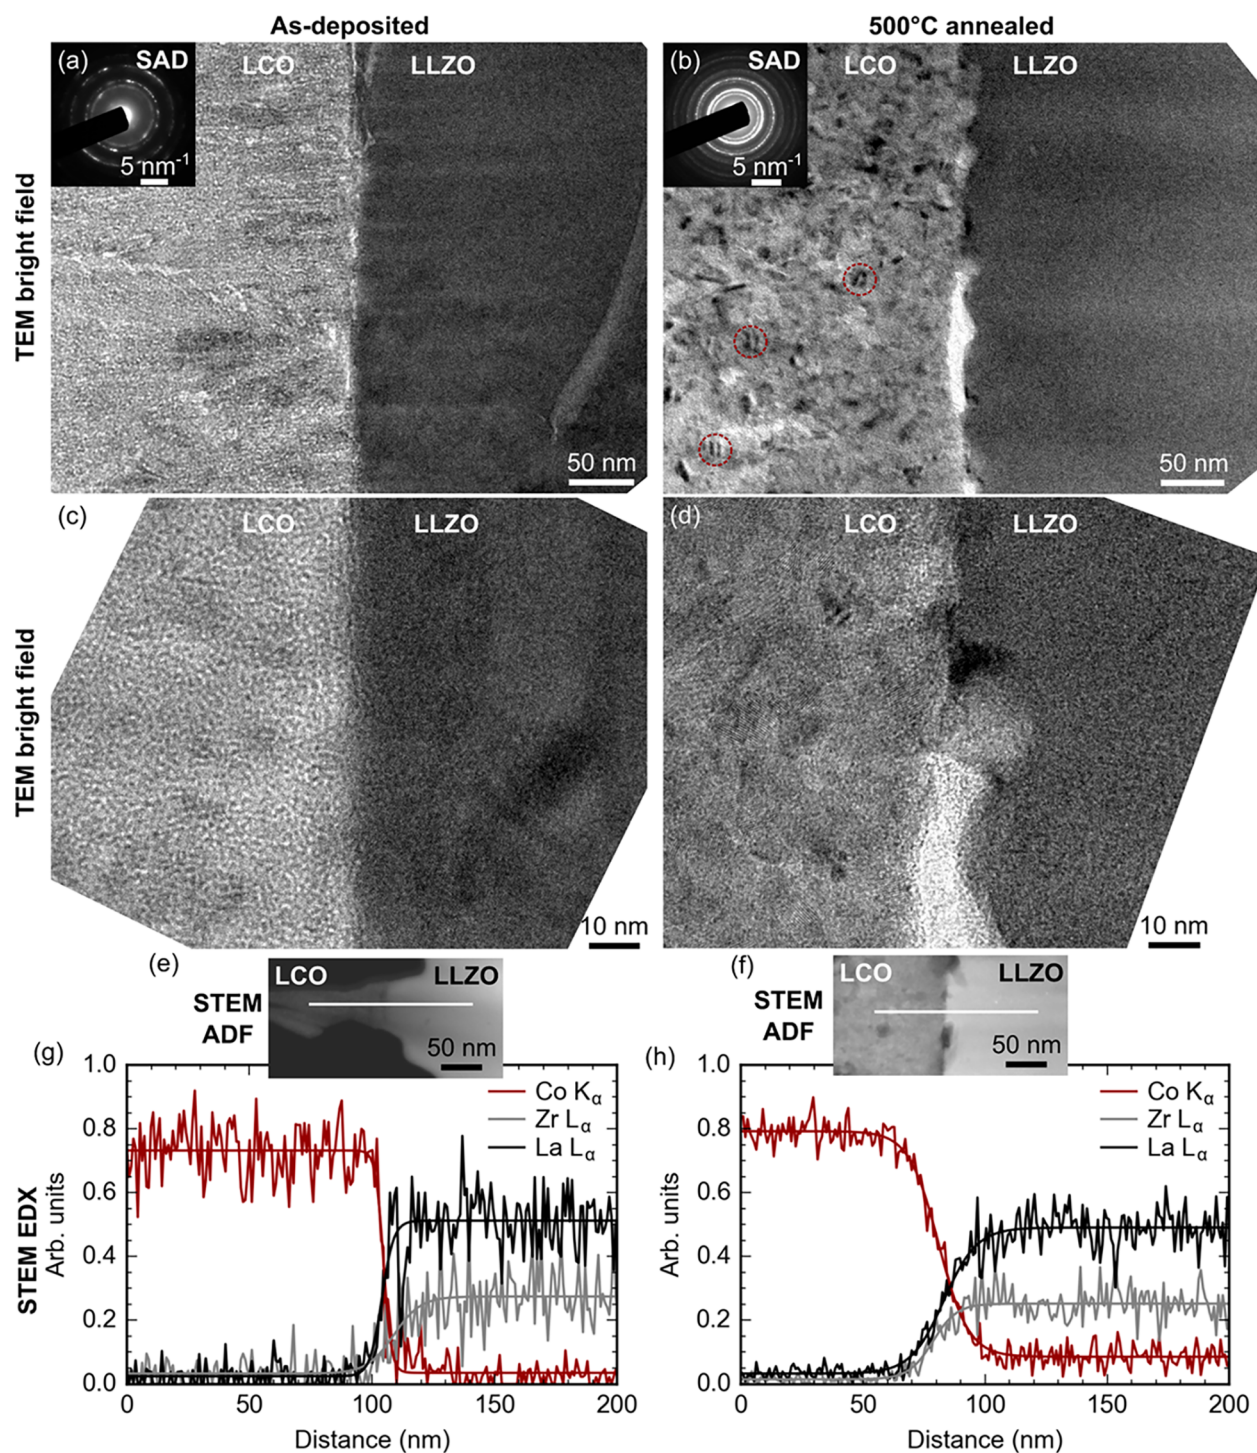 As-deposited
500°C annealed
TEM bright field
(a)
SAD
5 nm⁻¹
LCO
LLZO
50 nm
(b)
SAD
5 nm⁻¹
LCO
LLZO
50 nm
TEM bright field
(c)
LCO
LLZO
10 nm
(d)
LCO
LLZO
10 nm
(e)
STEM
ADF
LCO
LLZO
50 nm
(f)
STEM
ADF
LCO
LLZO
50 nm
STEM EDX
(g)
Arb. units
1.0
0.8
0.6
0.4
0.2
0.0
Co Kα
Zr Lα
La Lα
0 50 100 150 200
Distance (nm)
(h)
Arb. units
1.0
0.8
0.6
0.4
0.2
0.0
Co Kα
Zr Lα
La Lα
0 50 100 150 200
Distance (nm)